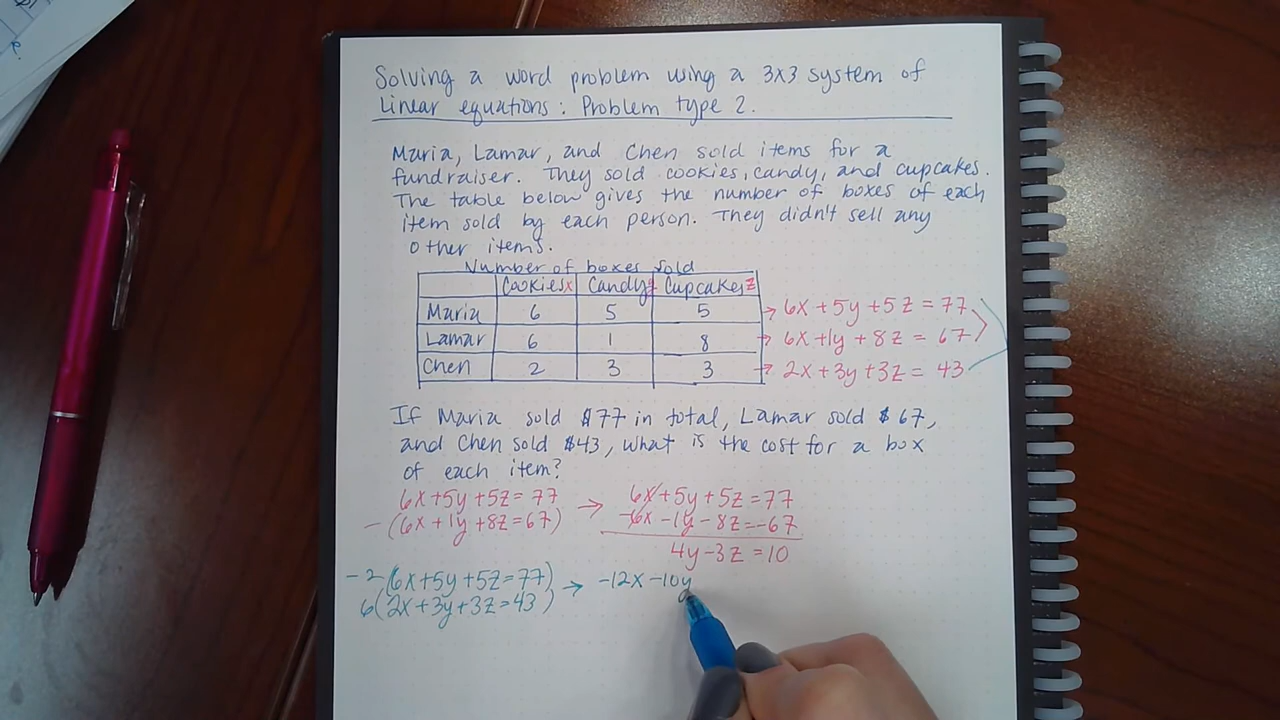 Solving a word problem using a 3x3 system of
Linear equations: Problem type 2.
Maria, Lamar, and Chen sold items for a
fundraiser. They sold cookies, candy, and cupcakes.
The table below gives the number of boxes of each
item sold by each person. They didn't sell any
other items.
Number of boxes sold
Cookies x Candy y Cupcakes z
Maria 6 5 5 → 6x + 5y + 5z = 77
Lamar 6 1 8 → 6x + 1y + 8z = 67
Chen 2 3 3 → 2x + 3y + 3z = 43
If Maria sold $77 in total, Lamar sold $67,
and Chen sold $43, what is the cost for a box
of each item?
6x + 5y + 5z = 77 → 6x + 5y + 5z = 77
-(6x + 1y + 8z = 67) -6x - 1y - 8z = -67
4y - 3z = 10
-2(6x + 5y + 5z = 77) → -12x - 10y
6(2x + 3y + 3z = 43)